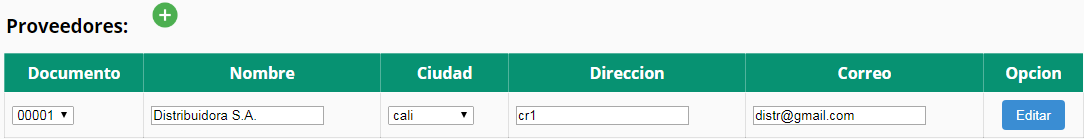 Proveedores:
Documento Nombre Ciudad Direccion Correo Opcion
00001 Distribuidora S.A. cali cr1 distr@gmail.com Editar